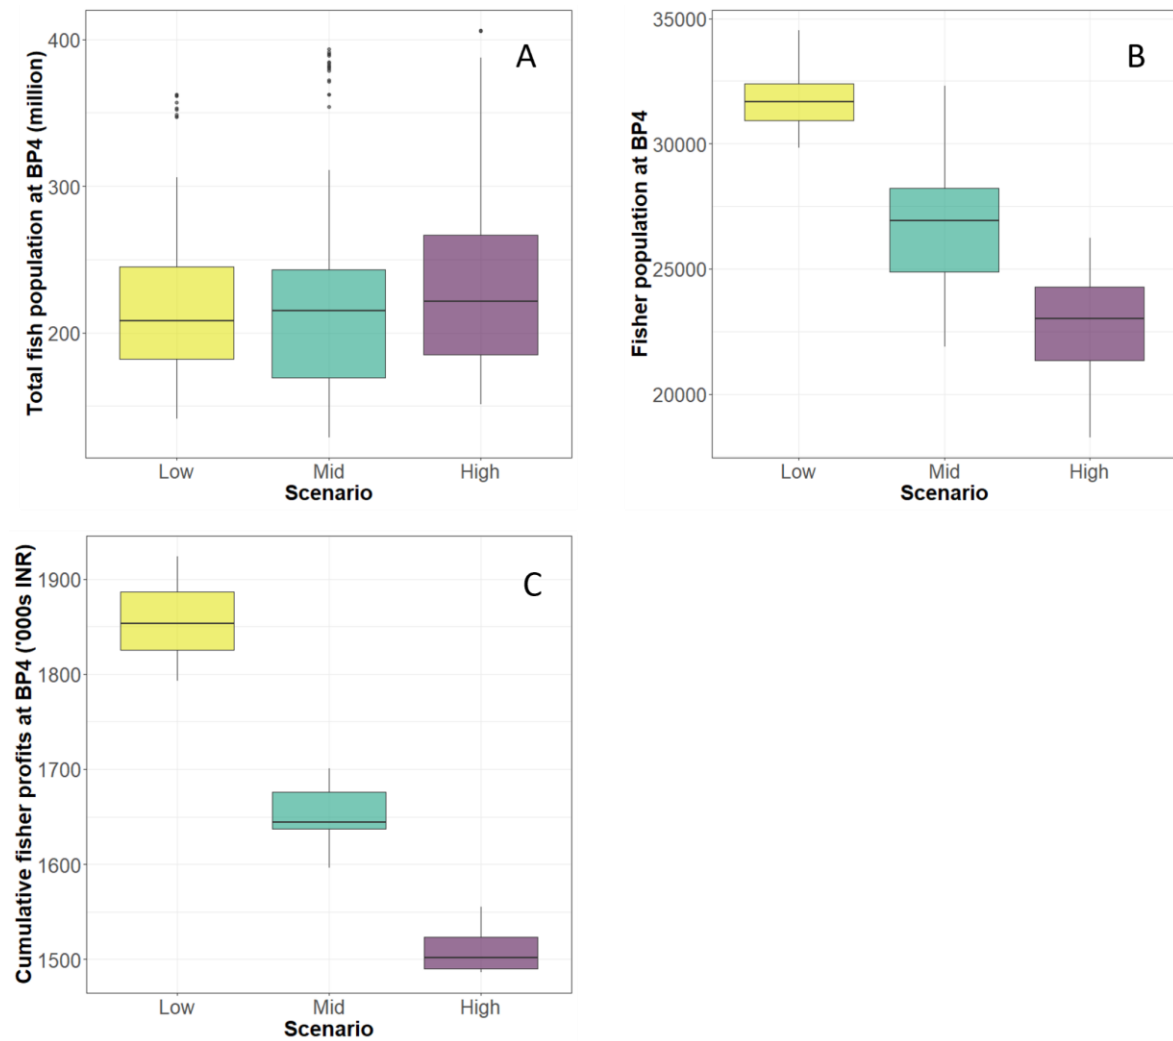 A
Total fish population at BP4 (million)
400
300
200
Low Mid High
Scenario
B
Fisher population at BP4
35000
30000
25000
20000
Low Mid High
Scenario
C
Cumulative fisher profits at BP4 ('000s INR)
1900
1800
1700
1600
1500
Low Mid High
Scenario